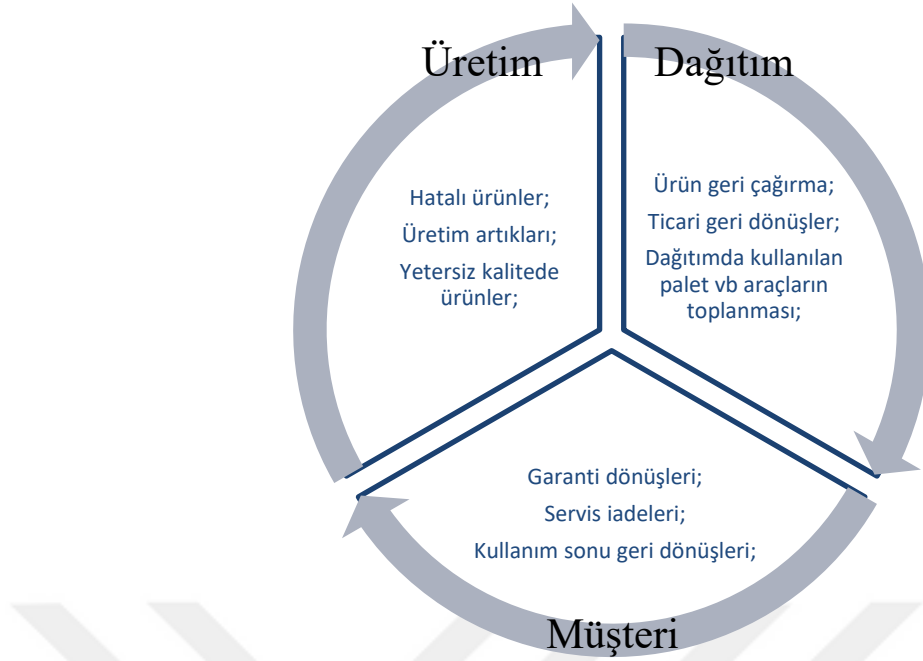 Üretim
Hatalı ürünler;
Üretim artıkları;
Yetersiz kalitede
ürünler;
Dağıtım
Ürün geri çağırma;
Ticari geri dönüşler;
Dağıtımda kullanılan
palet vb araçların
toplanması;
Garanti dönüşleri;
Servis iadeleri;
Kullanım sonu geri dönüşleri;
Müşteri